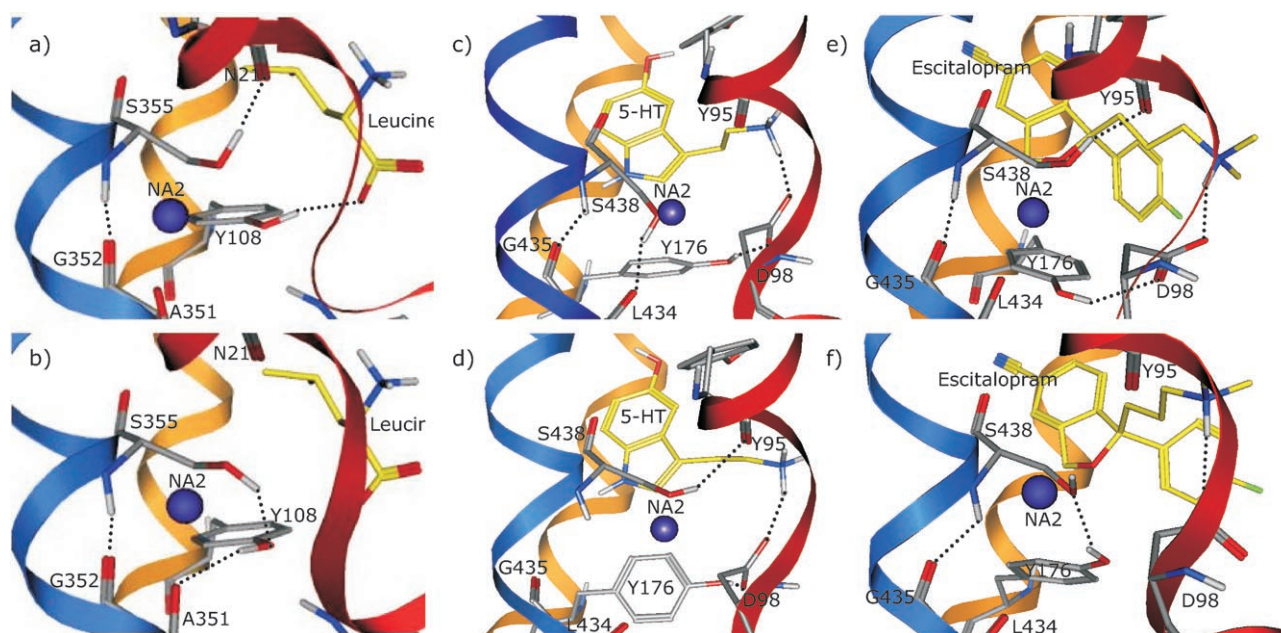 a)
N21
S355
Leucine
NA2
Y108
G352
A351
b)
N21
S355
Leucin
NA2
Y108
G352
A351
c)
5-HT
Y95
NA2
S438
G435
Y176
D98
L434
d)
5-HT
S438
Y95
NA2
G435
Y176
D98
L434
e)
Escitalopram
Y95
S438
NA2
Y176
G435
L434
D98
f)
Y95
Escitalopram
S438
NA2
Y176
G435
D98
L434